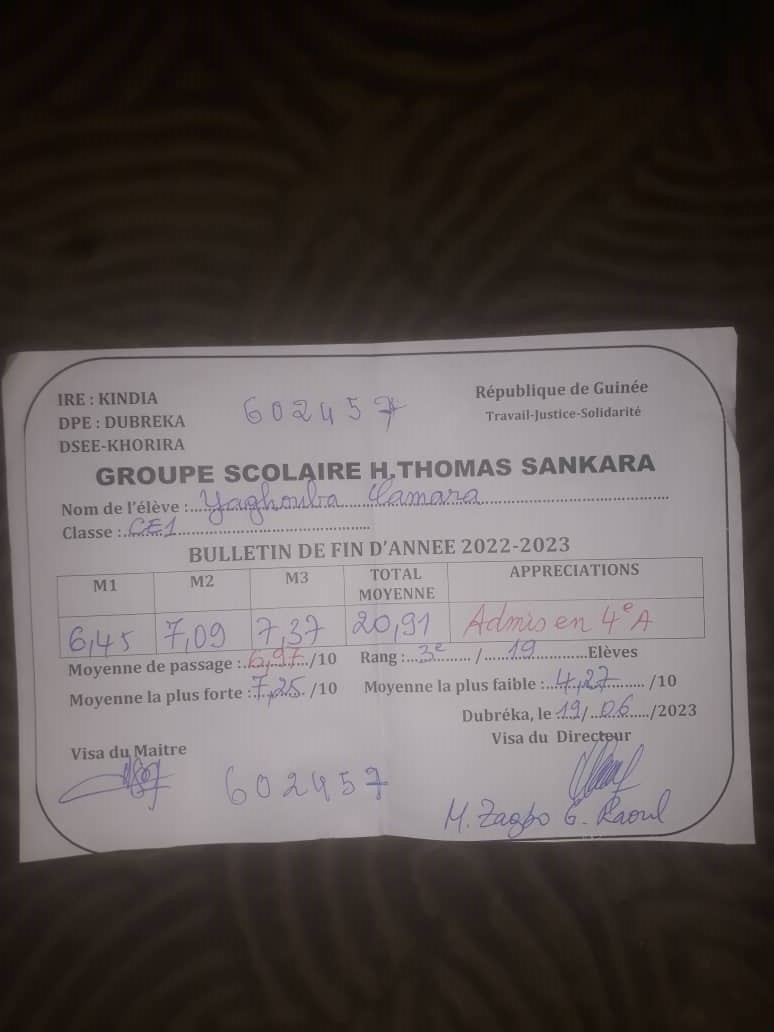 IRE : KINDIA
DPE : DUBREKA
DSEE-KHORIRA
602457
République de Guinée
Travail-Justice-Solidarité
GROUPE SCOLAIRE H.THOMAS SANKARA
Nom de l'élève : Yaghouba Camara
Classe : CE1
BULLETIN DE FIN D'ANNEE 2022-2023
M1 M2 M3 TOTAL MOYENNE APPRECIATIONS
6,45 7,09 7,37 20,91 Admis en 4e A
Moyenne de passage : 6,97 /10 Rang : 3e / 19 Elèves
Moyenne la plus forte : 7,25 /10 Moyenne la plus faible : 4,27 /10
Dubréka, le 19/ 06 /2023
Visa du Maitre
Visa du Directeur
602457
M. Zagbo G. Raoul